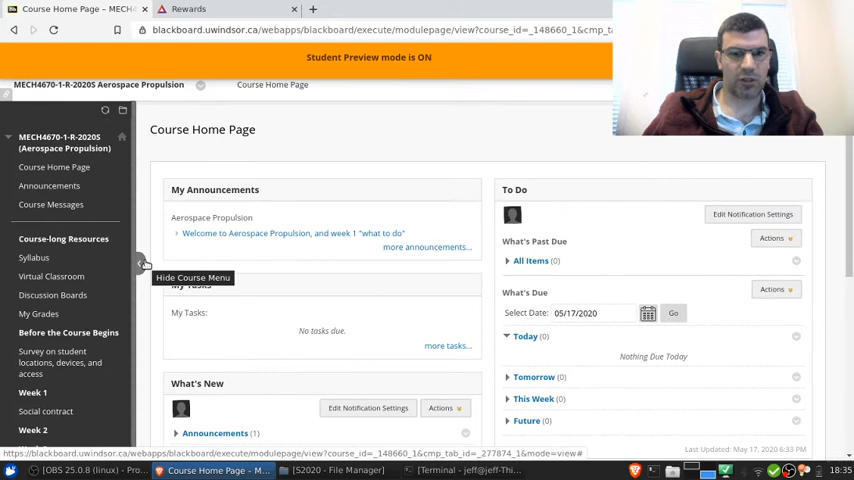 Course Home Page – MECH4
Rewards
blackboard.uwindsor.ca/webapps/blackboard/execute/modulepage/view?course_id=_148660_1&cmp_ta
Student Preview mode is ON
MECH4670-1-R-2020S Aerospace Propulsion
Course Home Page
MECH4670-1-R-2020S
(Aerospace Propulsion)
Course Home Page
Announcements
Course Messages
Course-long Resources
Syllabus
Virtual Classroom
Discussion Boards
My Grades
Before the Course Begins
Survey on student
locations, devices, and
access
Week 1
Social contract
Week 2
Hide Course Menu
Course Home Page
My Announcements
Aerospace Propulsion
Welcome to Aerospace Propulsion, and week 1 "what to do"
more announcements...
My Tasks
My Tasks:
No tasks due.
more tasks...
What's New
Edit Notification Settings
Actions
Announcements (1)
To Do
Edit Notification Settings
What's Past Due
Actions
All Items (0)
What's Due
Actions
Select Date: 05/17/2020 Go
Today (0)
Nothing Due Today
Tomorrow (0)
This Week (0)
Future (0)
Last Updated: May 17, 2020 6:33 PM
https://blackboard.uwindsor.ca/webapps/blackboard/execute/modulepage/view?course_id=_148660_1&cmp_tab_id=_277874_1&mode=view#
(OBS 25.0.8 (linux) - Pro...
Course Home Page – M...
[S2020 - File Manager]
[Terminal - jeff@jeff-Thi...
18:35